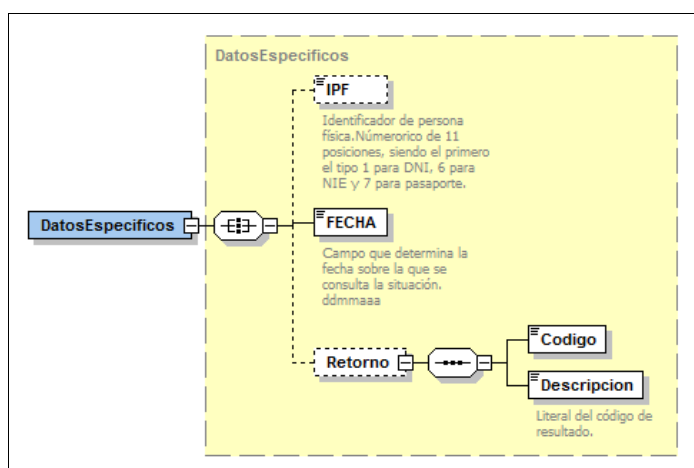 DatosEspecificos
IPF
Identificador de persona
física.Númerorico de 11
posiciones, siendo el primero
el tipo 1 para DNI, 6 para
NIE y 7 para pasaporte.
DatosEspecificos
FECHA
Campo que determina la
fecha sobre la que se
consulta la situación.
ddmmaaa
Retorno
Codigo
Descripcion
Literal del código de
resultado.